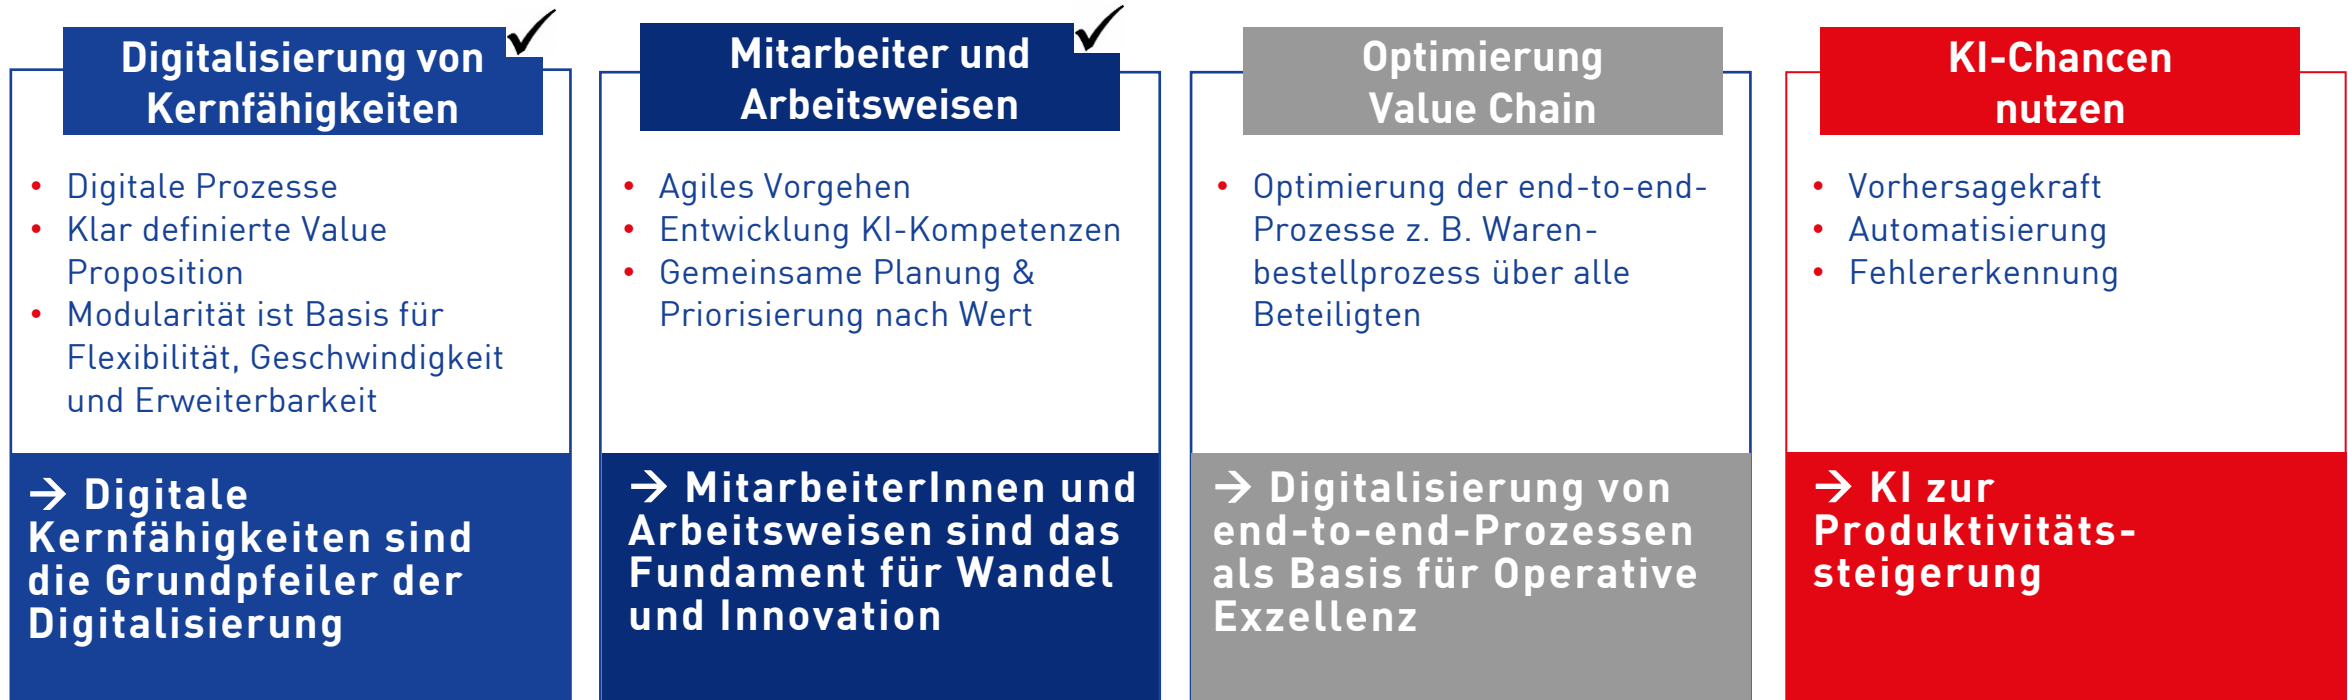 Digitalisierung von
Kernfähigkeiten
• Digitale Prozesse
• Klar definierte Value
Proposition
• Modularität ist Basis für
Flexibilität, Geschwindigkeit
und Erweiterbarkeit
→ Digitale
Kernfähigkeiten sind
die Grundpfeiler der
Digitalisierung
Mitarbeiter und
Arbeitsweisen
• Agiles Vorgehen
• Entwicklung KI-Kompetenzen
• Gemeinsame Planung &
Priorisierung nach Wert
→ MitarbeiterInnen und
Arbeitsweisen sind das
Fundament für Wandel
und Innovation
Optimierung
Value Chain
• Optimierung der end-to-end-
Prozesse z. B. Waren-
bestellprozess über alle
Beteiligten
→ Digitalisierung von
end-to-end-Prozessen
als Basis für Operative
Exzellenz
KI-Chancen
nutzen
• Vorhersagekraft
• Automatisierung
• Fehlererkennung
→ KI zur
Produktivitäts-
steigerung